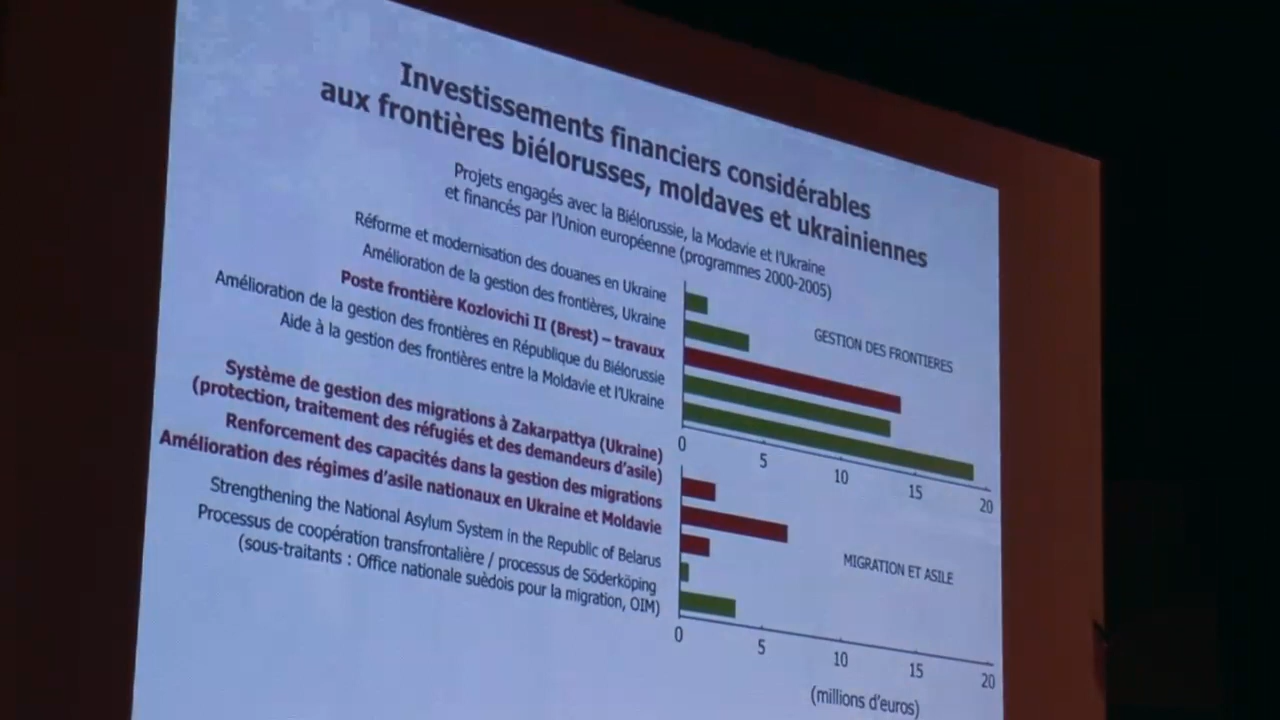 Investissements financiers considérables
aux frontières biélorusses, moldaves et ukrainiennes
Projets engagés avec la Biélorussie, la Modavie et l'Ukraine
et financés par l'Union européenne (programmes 2000-2005)
Réforme et modernisation des douanes en Ukraine
Amélioration de la gestion des frontières, Ukraine
Poste frontière Kozlovichi II (Brest) – travaux
Amélioration de la gestion des frontières en République du Biélorussie
Aide à la gestion des frontières entre la Moldavie et l'Ukraine
GESTION DES FRONTIERES
0 5 10 15 20
Système de gestion des migrations à Zakarpattya (Ukraine)
(protection, traitement des réfugiés et des demandeurs d'asile)
Renforcement des capacités dans la gestion des migrations
Amélioration des régimes d'asile nationaux en Ukraine et Moldavie
Strengthening the National Asylum System in the Republic of Belarus
Processus de coopération transfrontalière / processus de Söderköping
(sous-traitants : Office nationale suèdois pour la migration, OIM)
MIGRATION ET ASILE
0 5 10 15 20
(millions d'euros)